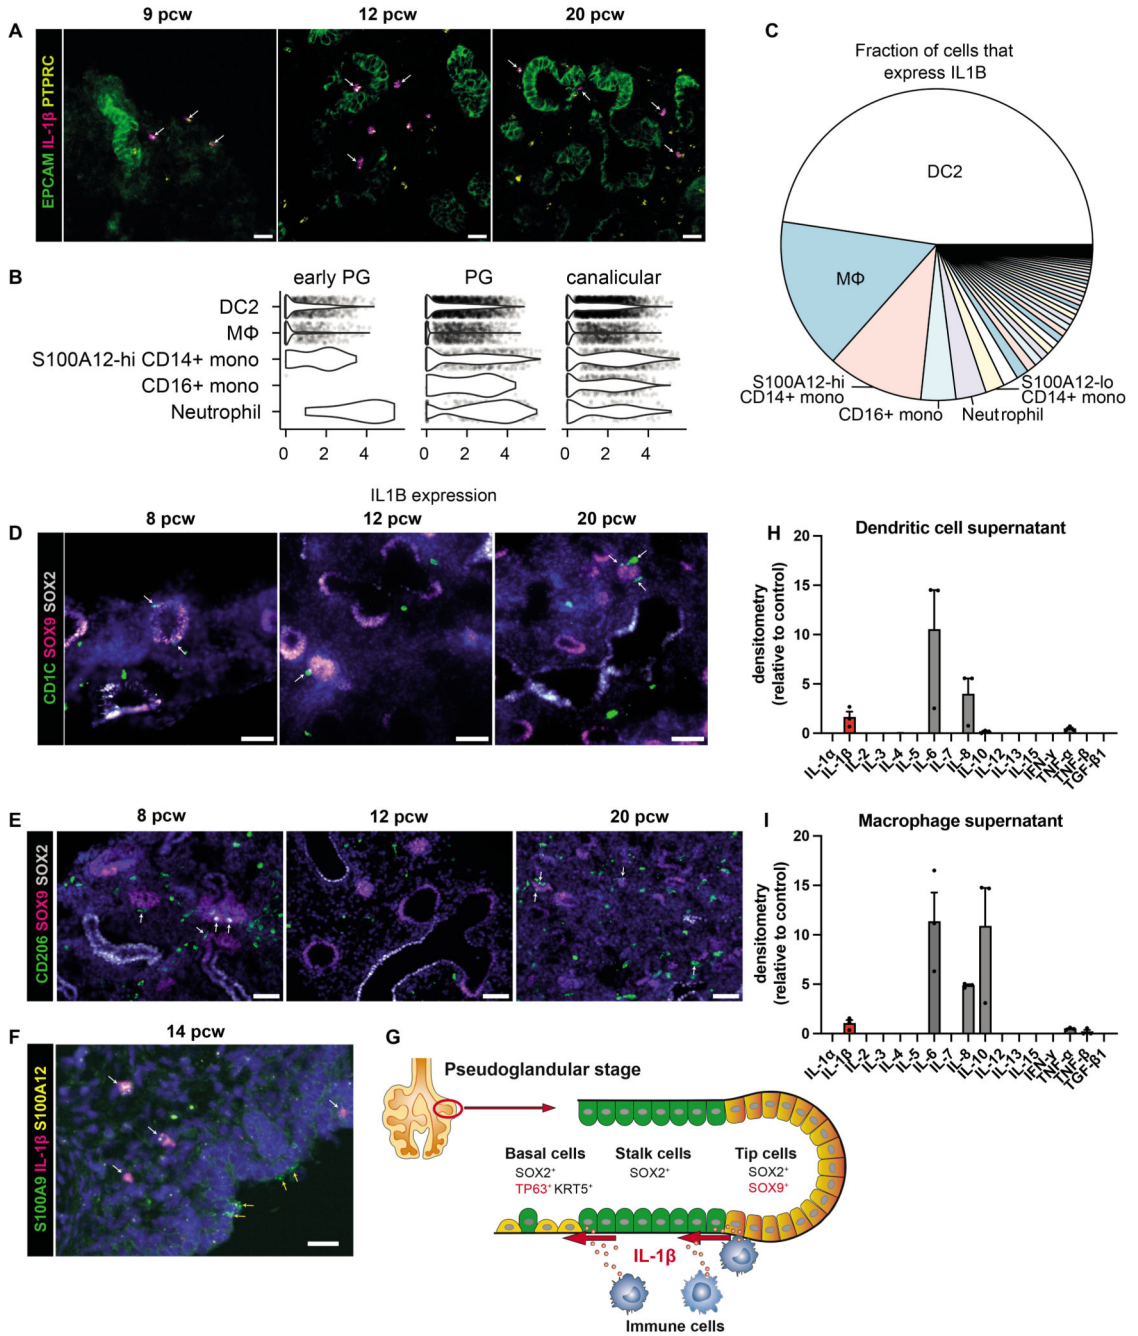 A
9 pcw
12 pcw
20 pcw
EPCAM IL-1β PTPRC
B
early PG
PG
canalicular
DC2
MΦ
S100A12-hi CD14+ mono
CD16+ mono
Neutrophil
0 2 4
0 2 4
0 2 4
IL1B expression
C
Fraction of cells that
express IL1B
DC2
MΦ
S100A12-hi
CD14+ mono
CD16+ mono
Neutrophil
S100A12-lo
CD14+ mono
D
8 pcw
12 pcw
20 pcw
CD1C SOX9 SOX2
E
8 pcw
12 pcw
20 pcw
CD206 SOX9 SOX2
F
14 pcw
S100A9 IL-1β S100A12
G
Pseudoglandular stage
Basal cells
SOX2⁺
TP63⁺ KRT5⁺
Stalk cells
SOX2⁺
Tip cells
SOX2⁺
SOX9⁺
IL-1β
Immune cells
H
Dendritic cell supernatant
densitometry
(relative to control)
20
15
10
5
0
IL-1α
IL-1β
IL-2
IL-3
IL-4
IL-5
IL-6
IL-7
IL-8
IL-10
IL-12
IL-13
IL-15
IFN-γ
TNF-α
TNF-β
TGF-β1
I
Macrophage supernatant
densitometry
(relative to control)
20
15
10
5
0
IL-1α
IL-1β
IL-2
IL-3
IL-4
IL-5
IL-6
IL-7
IL-8
IL-10
IL-12
IL-13
IL-15
IFN-γ
TNF-α
TNF-β
TGF-β1